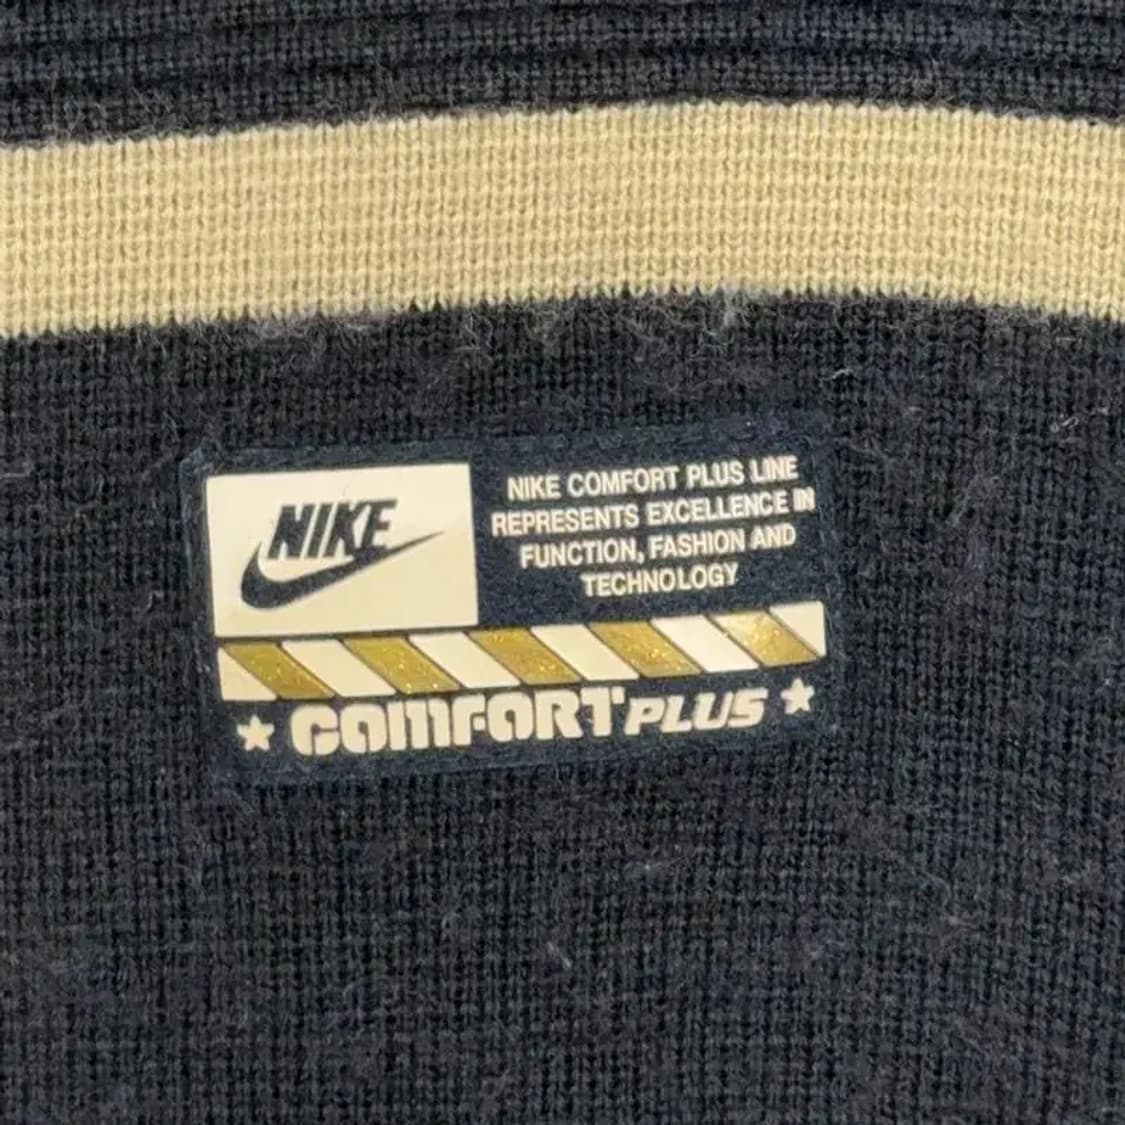 NIKE
NIKE COMFORT PLUS LINE
REPRESENTS EXCELLENCE IN
FUNCTION, FASHION AND
TECHNOLOGY
COMFORT PLUS